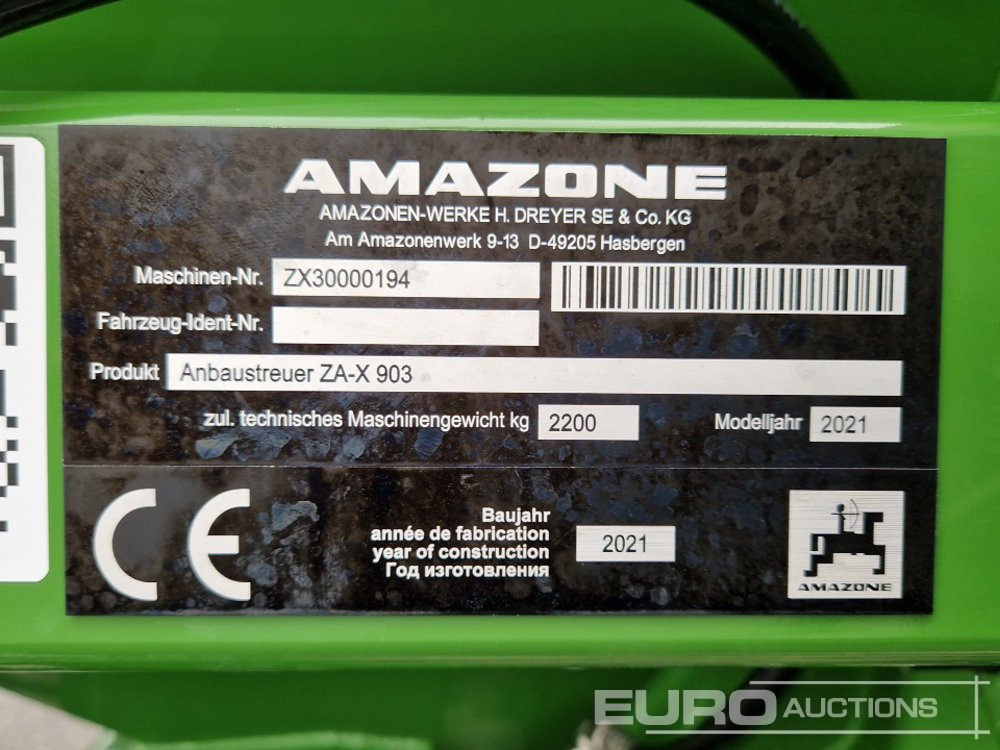 AMAZONE
AMAZONEN-WERKE H. DREYER SE & Co. KG
Am Amazonenwerk 9-13 D-49205 Hasbergen
Maschinen-Nr. ZX30000194
Fahrzeug-Ident-Nr.
Produkt Anbaustreuer ZA-X 903
zul. technisches Maschinengewicht kg 2200 Modelljahr 2021
CE
Baujahr
année de fabrication
year of construction 2021
Год изготовления
AMAZONE
EURO AUCTIONS